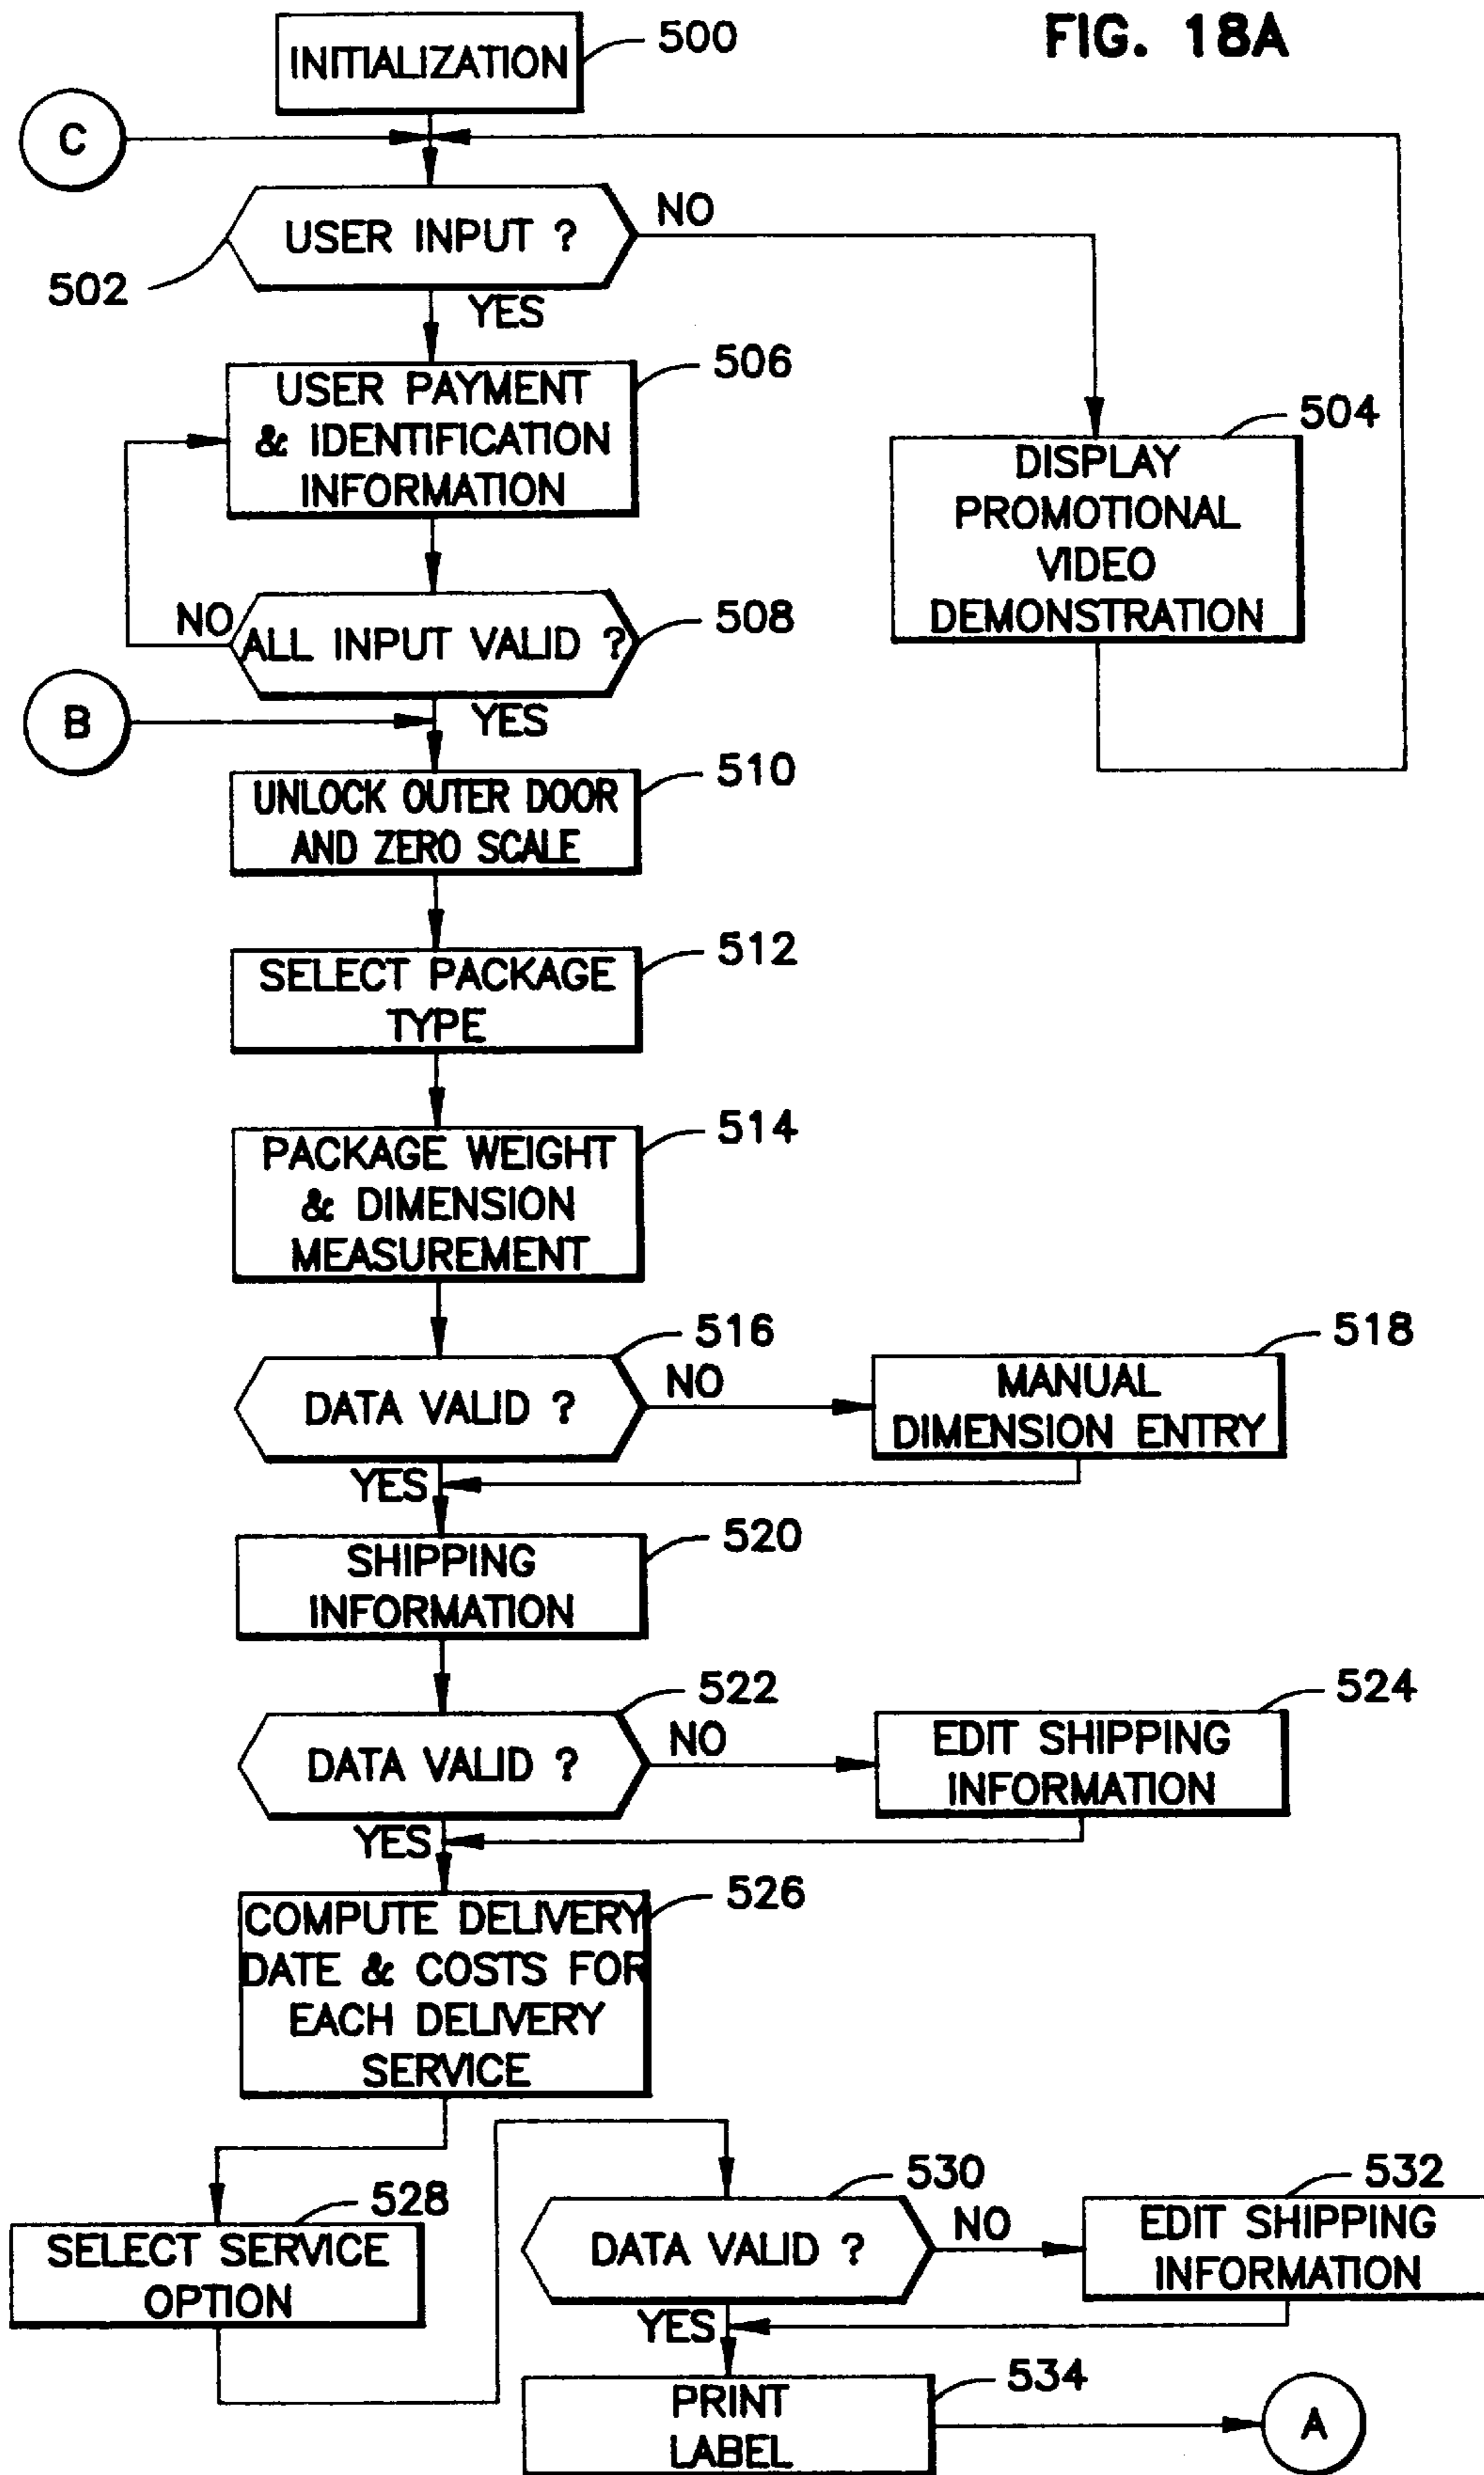 FIG. 18A
INITIALIZATION
500
C
USER INPUT ?
NO
502
YES
USER PAYMENT
& IDENTIFICATION
INFORMATION
506
DISPLAY
PROMOTIONAL
VIDEO
DEMONSTRATION
504
ALL INPUT VALID ?
NO
508
B
YES
UNLOCK OUTER DOOR
AND ZERO SCALE
510
SELECT PACKAGE
TYPE
512
PACKAGE WEIGHT
& DIMENSION
MEASUREMENT
514
DATA VALID ?
516
NO
MANUAL
DIMENSION ENTRY
518
YES
SHIPPING
INFORMATION
520
DATA VALID ?
522
NO
EDIT SHIPPING
INFORMATION
524
YES
COMPUTE DELIVERY
DATE & COSTS FOR
EACH DELIVERY
SERVICE
526
SELECT SERVICE
OPTION
528
DATA VALID ?
530
NO
EDIT SHIPPING
INFORMATION
532
YES
PRINT
LABEL
534
A